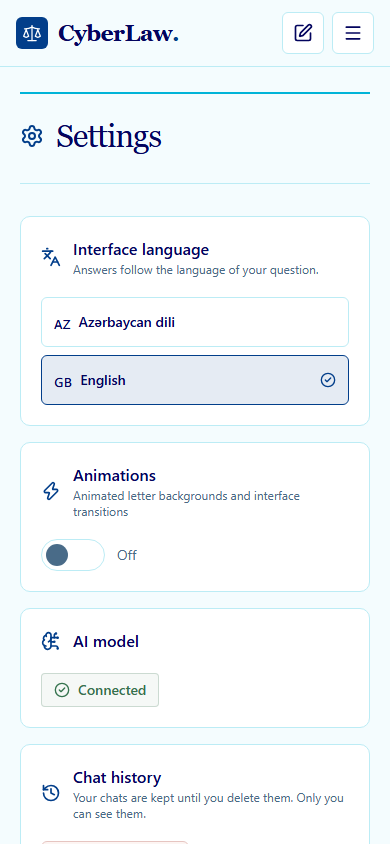 CyberLaw.
Settings
Interface language
Answers follow the language of your question.
AZ Azərbaycan dili
GB English
Animations
Animated letter backgrounds and interface
transitions
Off
AI model
Connected
Chat history
Your chats are kept until you delete them. Only you
can see them.